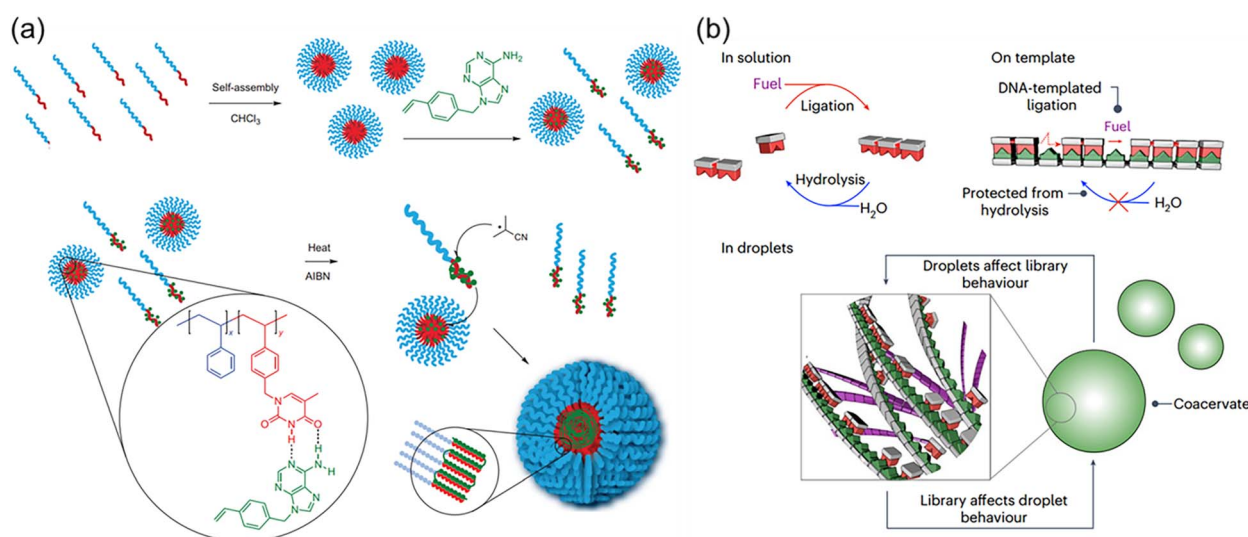 (a)
Self-assembly
CHCl₃
NH₂
N
N
N
N
Heat
AIBN
CN
x
y
N
O
N
O
H
H
N
N
H
N
N
N
(b)
In solution
Fuel
Ligation
Hydrolysis
H₂O
On template
DNA-templated
ligation
Fuel
Protected from
hydrolysis
H₂O
In droplets
Droplets affect library
behaviour
Coacervate
Library affects droplet
behaviour